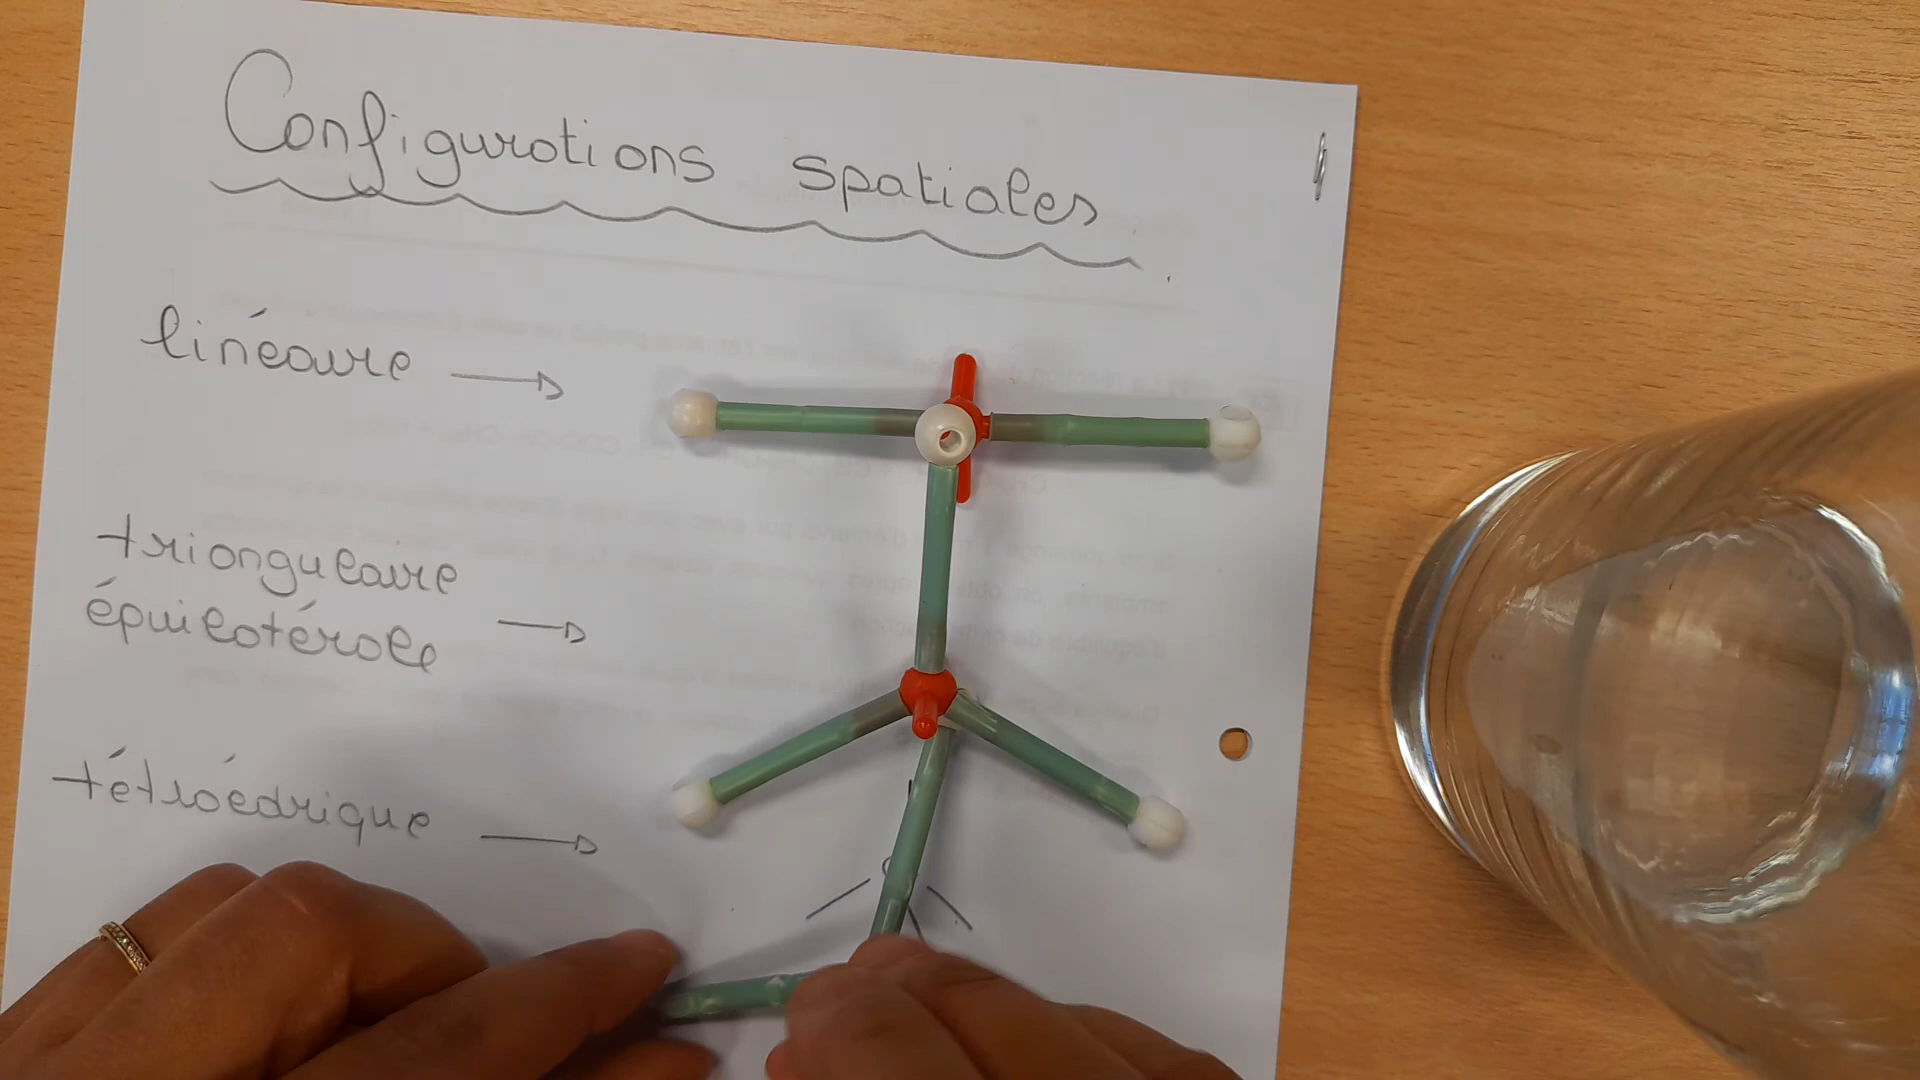 Configurations spatiales
linéaire
triangulaire
équilatérale
tétraédrique